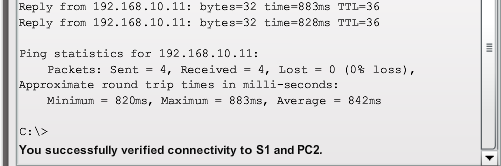 Reply from 192.168.10.11: bytes=32 time=883ms TTL=36
Reply from 192.168.10.11: bytes=32 time=828ms TTL=36
Ping statistics for 192.168.10.11:
Packets: Sent = 4, Received = 4, Lost = 0 (0% loss),
Approximate round trip times in milli-seconds:
Minimum = 820ms, Maximum = 883ms, Average = 842ms
C:\>
You successfully verified connectivity to S1 and PC2.